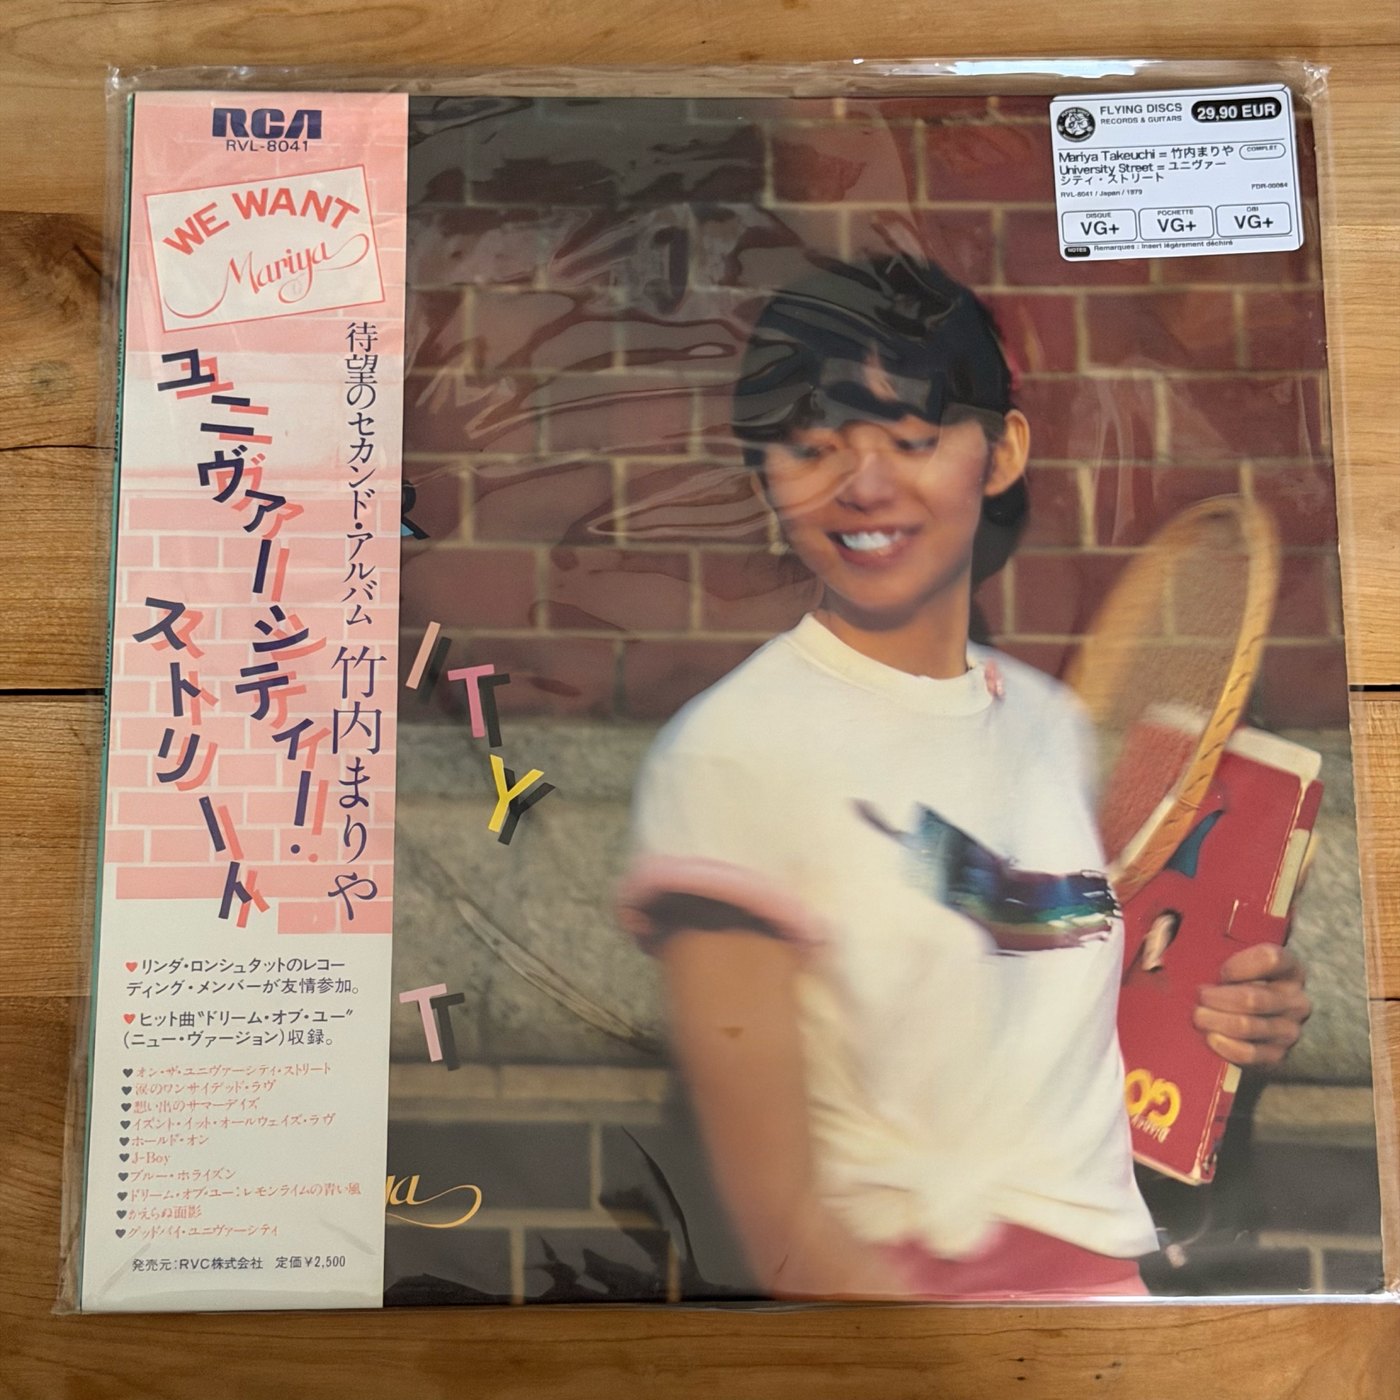 RCA
RVL-8041
WE WANT
Mariya
待望のセカンド・アルバム 竹内まりや
ユニヴァーシティー・
ストリート
♥リンダ・ロンシュタットのレコー
ディング・メンバーが友情参加。
♥ヒット曲“ドリーム・オブ・ユー”
(ニュー・ヴァージョン)収録。
♥オン・ザ・ユニヴァーシティ・ストリート
♥涙のワンサイデッド・ラヴ
♥想い出のサマーデイズ
♥イズント・イット・オールウェイズ・ラヴ
♥ホールド・オン
♥J-Boy
♥ブルー・ホライズン
♥ドリーム・オブ・ユー:レモンライムの青い風
♥かえらぬ面影
♥グッドバイ・ユニヴァーシティ
発売元:RVC株式会社 定価¥2,500
R
ITY
T
ya
GO
FLYING DISCS
RECORDS & GUITARS
29,90 EUR
Mariya Takeuchi = 竹内まりや
COMPLET
University Street = ユニヴァー
シティ・ストリート
RVL-8041 / Japan / 1979
FDR-00064
DISQUE
VG+
POCHETTE
VG+
OBI
VG+
NOTES
Remarques : Insert légèrement déchiré